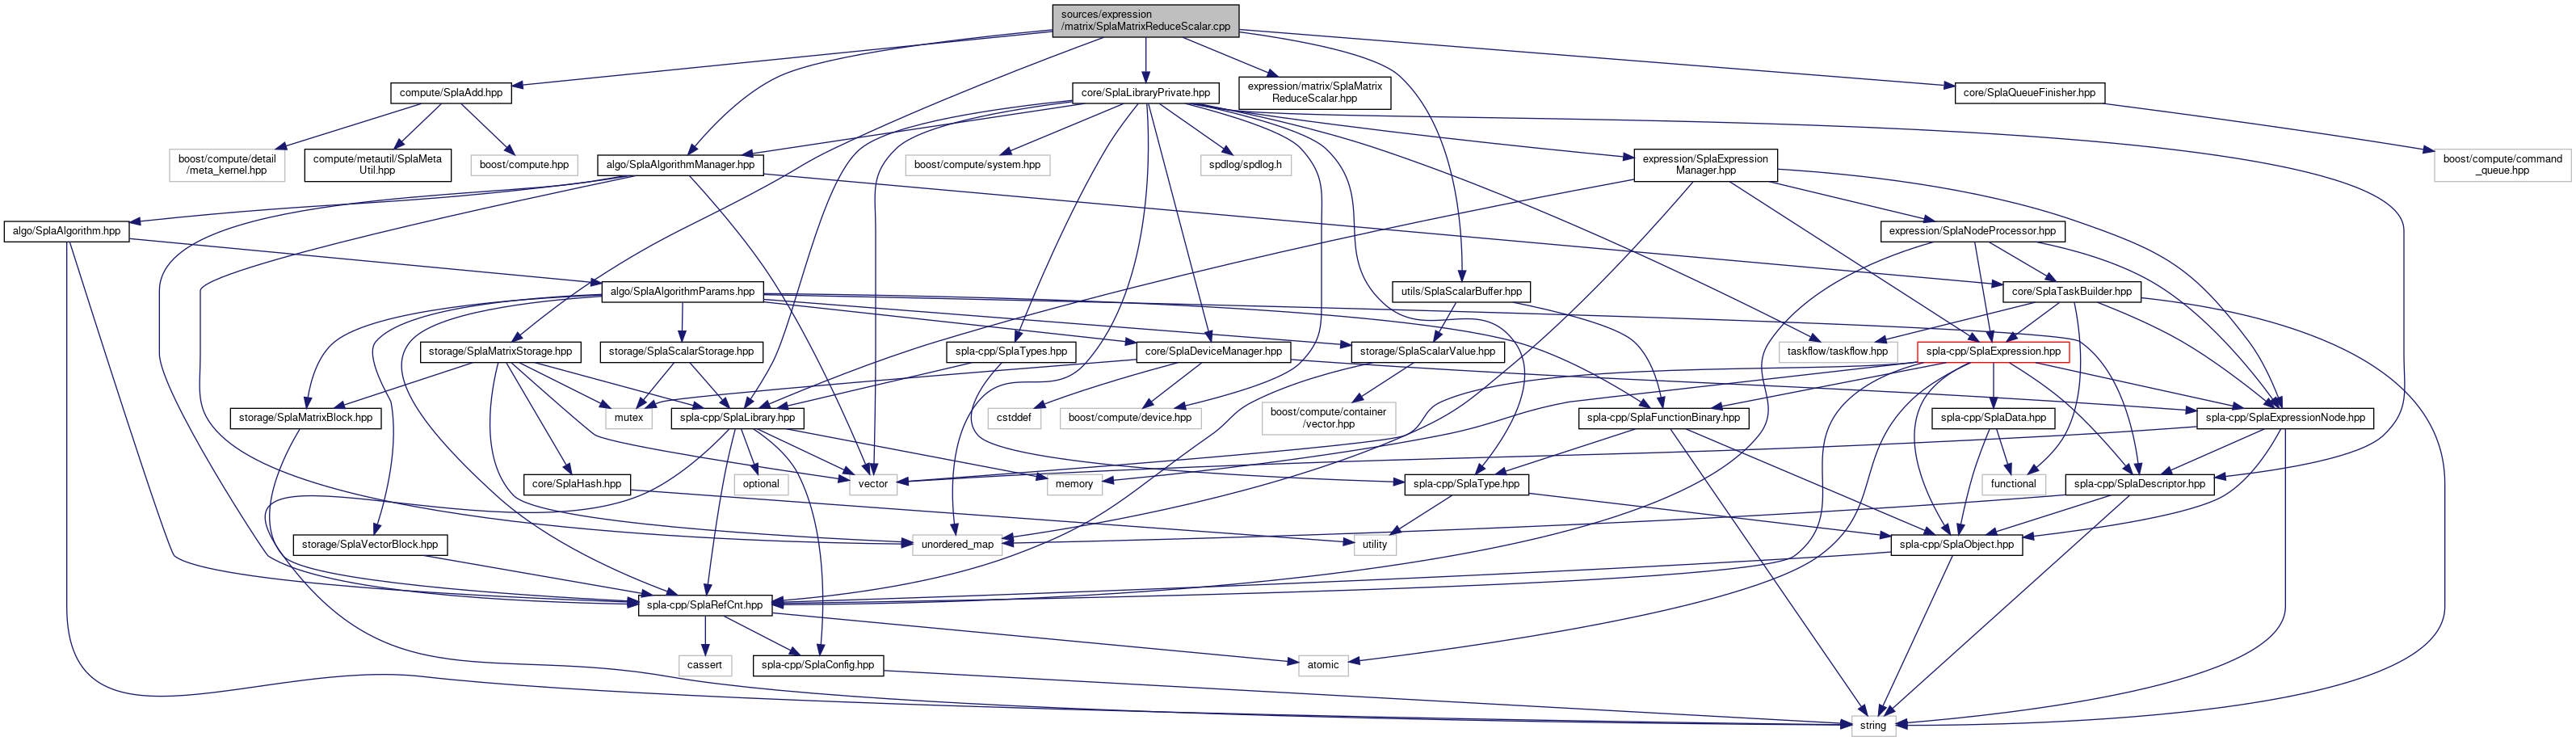 sources/expression
/matrix/SplaMatrixReduceScalar.cpp
compute/SplaAdd.hpp
core/SplaLibraryPrivate.hpp
expression/matrix/SplaMatrix
ReduceScalar.hpp
core/SplaQueueFinisher.hpp
boost/compute/detail
/meta_kernel.hpp
compute/metautil/SplaMeta
Util.hpp
boost/compute.hpp
algo/SplaAlgorithmManager.hpp
boost/compute/system.hpp
spdlog/spdlog.h
expression/SplaExpression
Manager.hpp
boost/compute/command
_queue.hpp
algo/SplaAlgorithm.hpp
expression/SplaNodeProcessor.hpp
algo/SplaAlgorithmParams.hpp
utils/SplaScalarBuffer.hpp
core/SplaTaskBuilder.hpp
storage/SplaMatrixStorage.hpp
storage/SplaScalarStorage.hpp
spla-cpp/SplaTypes.hpp
core/SplaDeviceManager.hpp
storage/SplaScalarValue.hpp
taskflow/taskflow.hpp
spla-cpp/SplaExpression.hpp
storage/SplaMatrixBlock.hpp
mutex
spla-cpp/SplaLibrary.hpp
cstddef
boost/compute/device.hpp
boost/compute/container
/vector.hpp
spla-cpp/SplaFunctionBinary.hpp
spla-cpp/SplaData.hpp
spla-cpp/SplaExpressionNode.hpp
core/SplaHash.hpp
optional
vector
memory
spla-cpp/SplaType.hpp
functional
spla-cpp/SplaDescriptor.hpp
storage/SplaVectorBlock.hpp
unordered_map
utility
spla-cpp/SplaObject.hpp
spla-cpp/SplaRefCnt.hpp
cassert
spla-cpp/SplaConfig.hpp
atomic
string